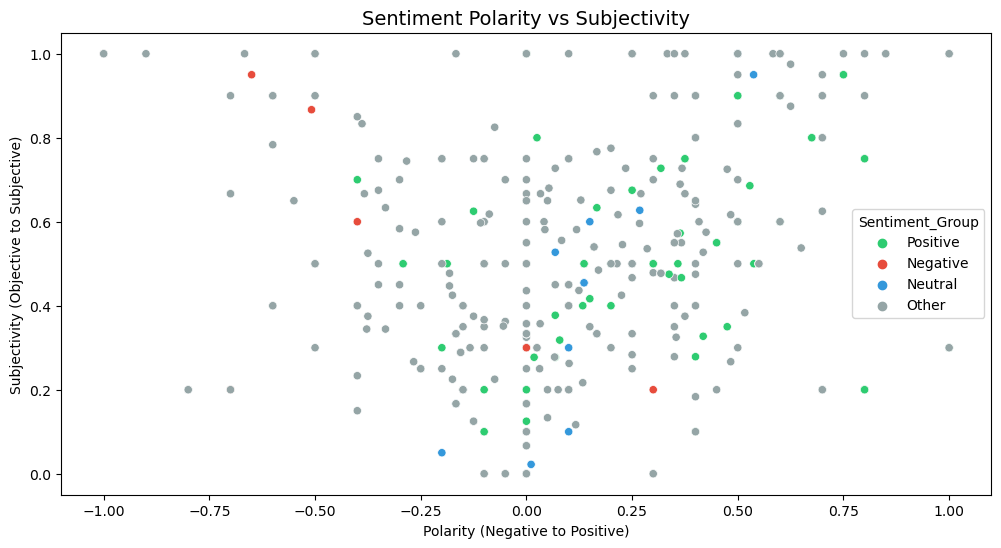 Sentiment Polarity vs Subjectivity
Subjectivity (Objective to Subjective)
1.0
0.8
0.6
0.4
0.2
0.0
Sentiment_Group
Positive
Negative
Neutral
Other
−1.00
−0.75
−0.50
−0.25
0.00
0.25
0.50
0.75
1.00
Polarity (Negative to Positive)